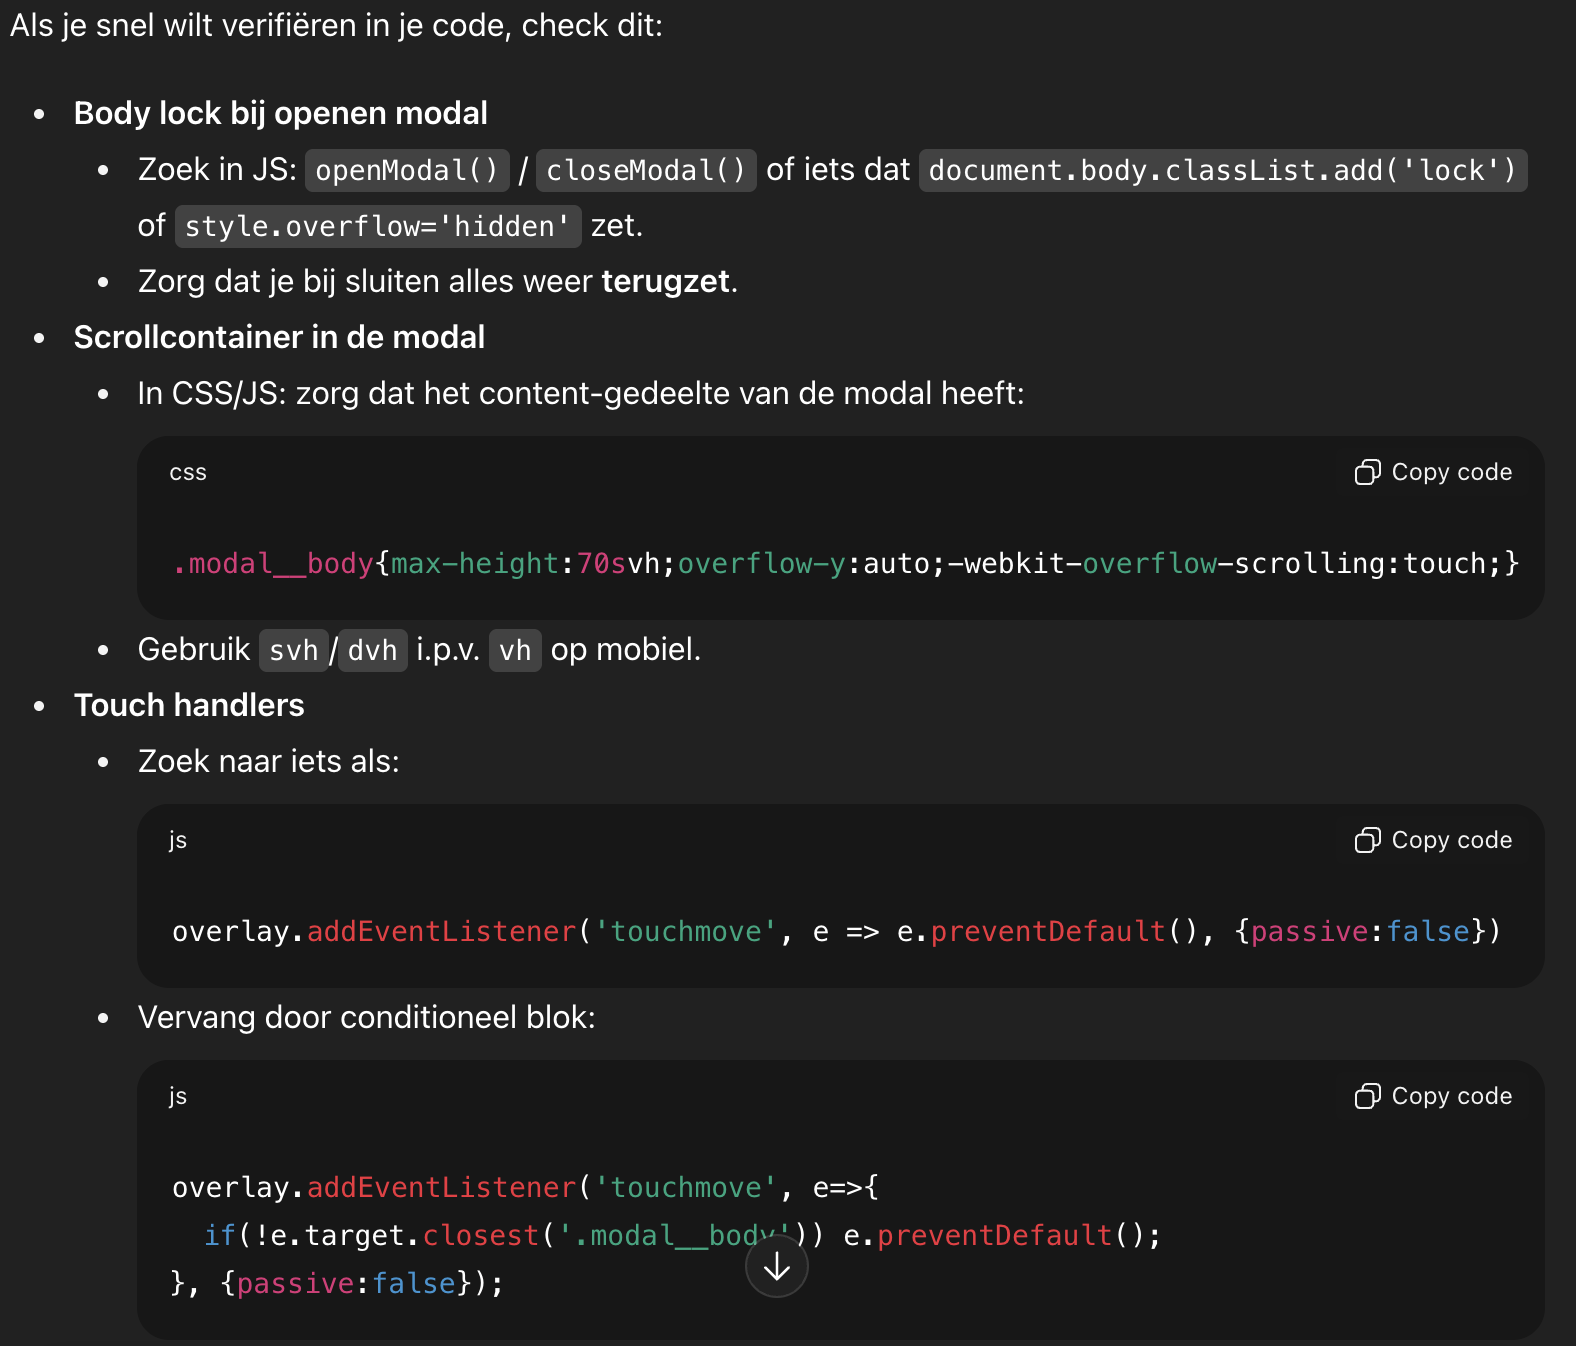 Als je snel wilt verifiëren in je code, check dit:
• Body lock bij openen modal
• Zoek in JS: openModal() / closeModal() of iets dat document.body.classList.add('lock')
of style.overflow='hidden' zet.
• Zorg dat je bij sluiten alles weer terugzet.
• Scrollcontainer in de modal
• In CSS/JS: zorg dat het content-gedeelte van de modal heeft:
css Copy code
.modal__body{max-height:70svh;overflow-y:auto;-webkit-overflow-scrolling:touch;}
• Gebruik svh/dvh i.p.v. vh op mobiel.
• Touch handlers
• Zoek naar iets als:
js Copy code
overlay.addEventListener('touchmove', e => e.preventDefault(), {passive:false})
• Vervang door conditioneel blok:
js Copy code
overlay.addEventListener('touchmove', e=>{
if(!e.target.closest('.modal__body')) e.preventDefault();
}, {passive:false});